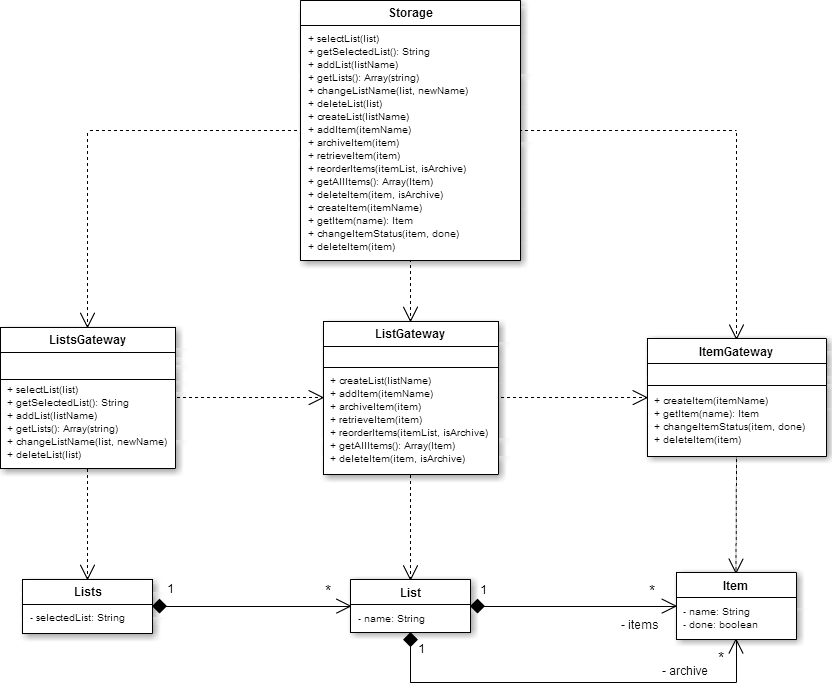 Storage
+ selectList(list)
+ getSelectedList(): String
+ addList(listName)
+ getLists(): Array(string)
+ changeListName(list, newName)
+ deleteList(list)
+ createList(listName)
+ addItem(itemName)
+ archiveItem(item)
+ retrieveItem(item)
+ reorderItems(itemList, isArchive)
+ getAllItems(): Array(Item)
+ deleteItem(item, isArchive)
+ createItem(itemName)
+ getItem(name): Item
+ changeItemStatus(item, done)
+ deleteItem(item)
ListsGateway
+ selectList(list)
+ getSelectedList(): String
+ addList(listName)
+ getLists(): Array(string)
+ changeListName(list, newName)
+ deleteList(list)
ListGateway
+ createList(listName)
+ addItem(itemName)
+ archiveItem(item)
+ retrieveItem(item)
+ reorderItems(itemList, isArchive)
+ getAllItems(): Array(Item)
+ deleteItem(item, isArchive)
ItemGateway
+ createItem(itemName)
+ getItem(name): Item
+ changeItemStatus(item, done)
+ deleteItem(item)
Lists
- selectedList: String
1
*
List
- name: String
1
*
- items
Item
- name: String
- done: boolean
1
*
- archive